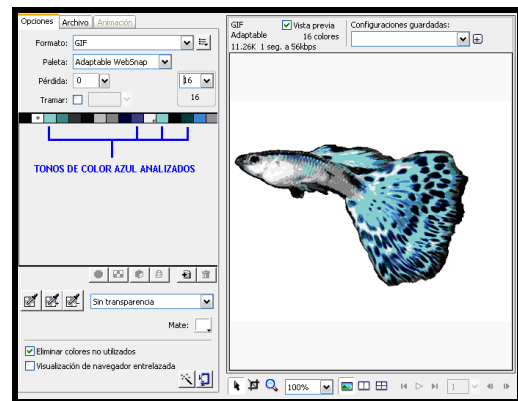 Opciones Archivo Animación
Formato: GIF
Paleta: Adaptable WebSnap
Pérdida: 0 16
Tramar: 16
TONOS DE COLOR AZUL ANALIZADOS
Sin transparencia
Mate:
Eliminar colores no utilizados
Visualización de navegador entrelazada
GIF Vista previa Configuraciones guardadas:
Adaptable 16 colores
11.26K 1 seg. a 56kbps
100% 1